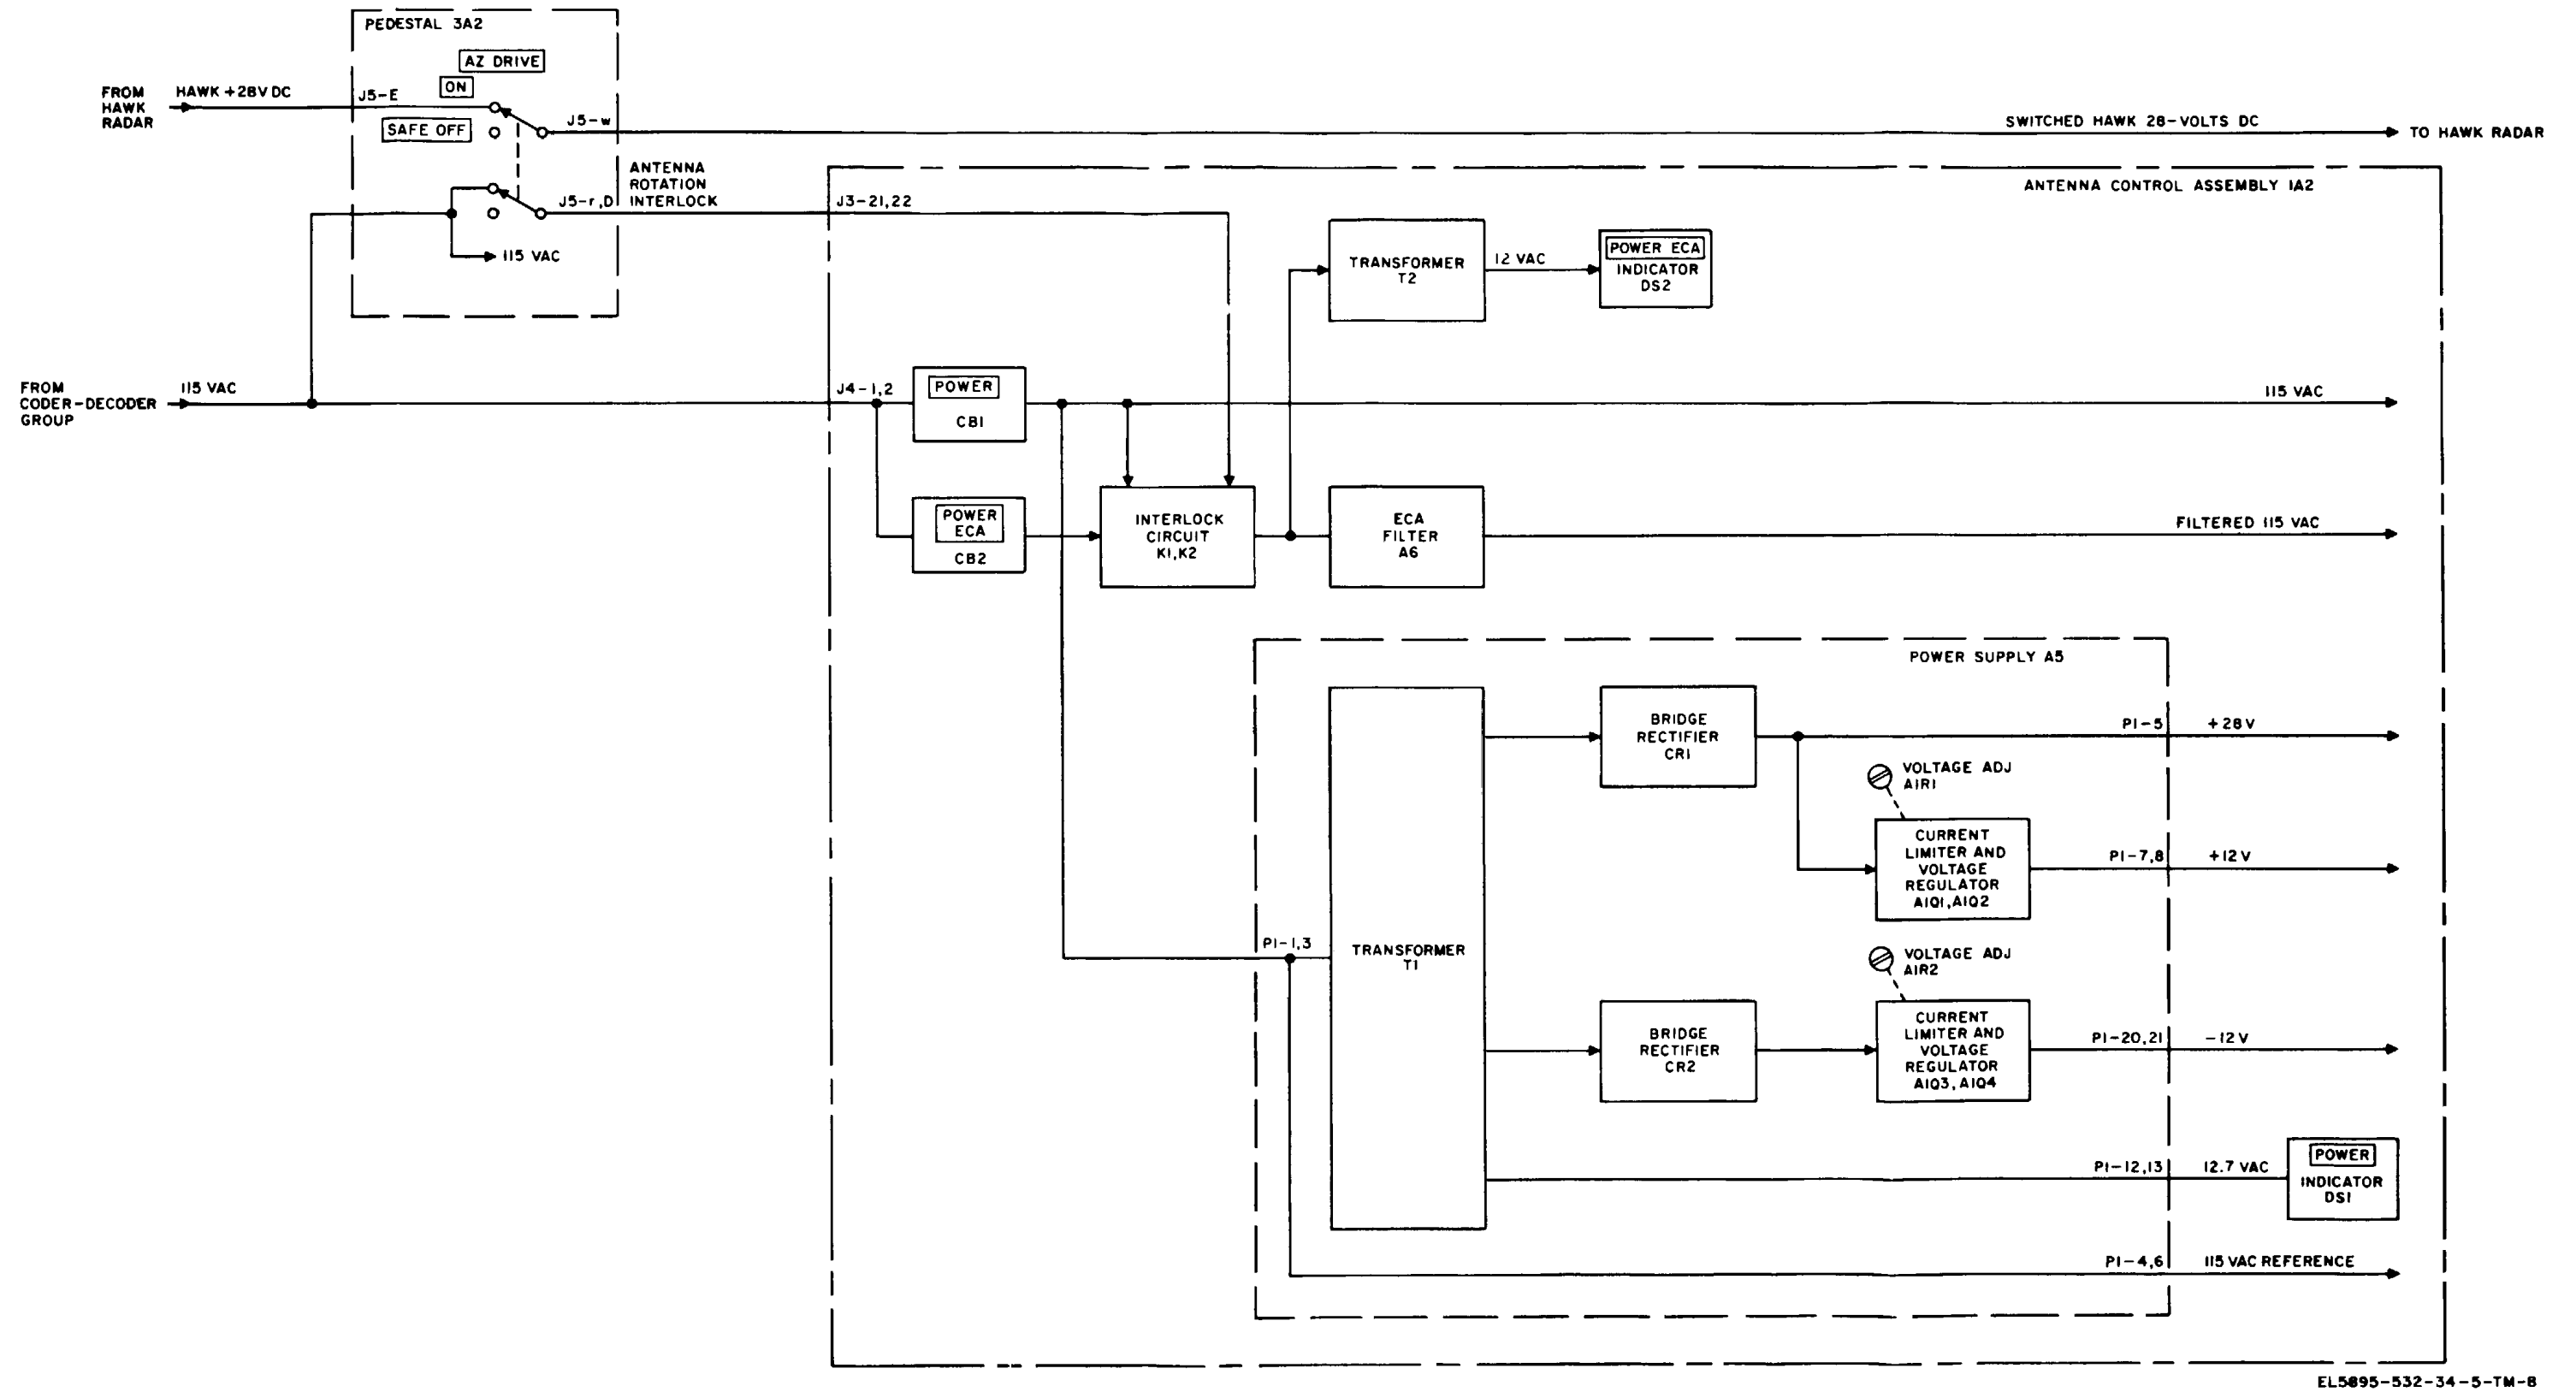 PEDESTAL 3A2
AZ DRIVE
ON
FROM
HAWK
RADAR
HAWK +28V DC
J5-E
SAFE OFF
J5-w
SWITCHED HAWK 28-VOLTS DC
TO HAWK RADAR
ANTENNA
ROTATION
INTERLOCK
J5-r,D
115 VAC
ANTENNA CONTROL ASSEMBLY 1A2
J3-21,22
TRANSFORMER
T2
12 VAC
POWER ECA
INDICATOR
DS2
FROM
CODER-DECODER
GROUP
115 VAC
J4-1,2
POWER
CB1
115 VAC
POWER
ECA
CB2
INTERLOCK
CIRCUIT
K1,K2
ECA
FILTER
A6
FILTERED 115 VAC
POWER SUPPLY A5
P1-1,3
TRANSFORMER
T1
BRIDGE
RECTIFIER
CR1
P1-5
+28V
VOLTAGE ADJ
A1R1
CURRENT
LIMITER AND
VOLTAGE
REGULATOR
A1Q1,A1Q2
P1-7,8
+12V
VOLTAGE ADJ
A1R2
BRIDGE
RECTIFIER
CR2
CURRENT
LIMITER AND
VOLTAGE
REGULATOR
A1Q3,A1Q4
P1-20,21
-12V
P1-12,13
12.7 VAC
POWER
INDICATOR
DS1
P1-4,6
115 VAC REFERENCE
EL5895-532-34-5-TM-8